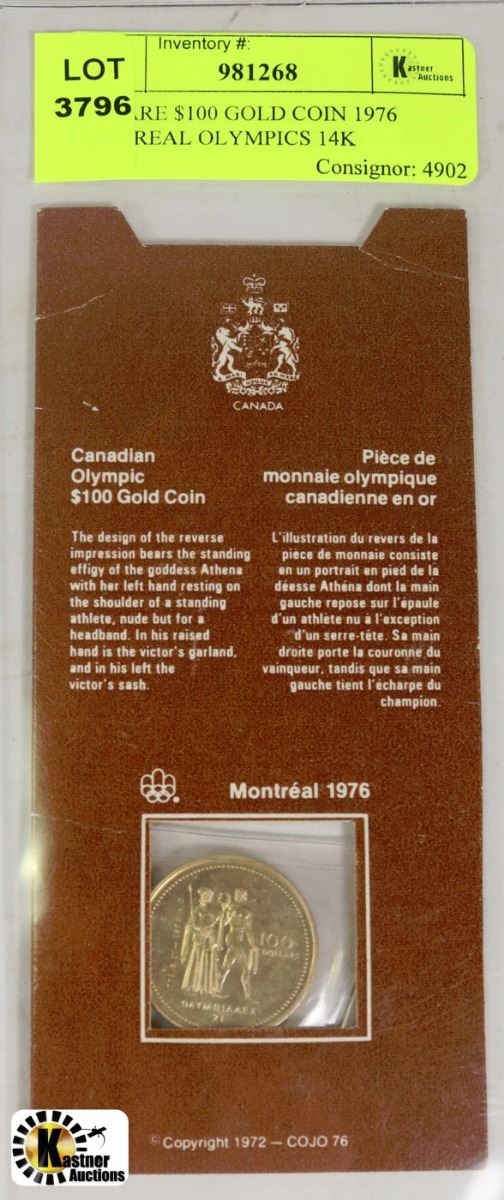 LOT
3796
Inventory #:
981268
Kastner
Auctions
ARE $100 GOLD COIN 1976
REAL OLYMPICS 14K
Consignor: 4902
CANADA
Canadian
Olympic
$100 Gold Coin
The design of the reverse
impression bears the standing
effigy of the goddess Athena
with her left hand resting on
the shoulder of a standing
athlete, nude but for a
headband. In his raised
hand is the victor's garland,
and in his left the
victor's sash.
Pièce de
monnaie olympique
canadienne en or
L'illustration du revers de la
pièce de monnaie consiste
en un portrait en pied de la
déesse Athéna dont la main
gauche repose sur l'épaule
d'un athlète nu à l'exception
d'un serre-tête. Sa main
droite porte la couronne du
vainqueur, tandis que sa main
gauche tient l'écharpe du
champion.
Montréal 1976
100
DOLLARS
© Copyright 1972 — COJO 76
Kastner
Auctions